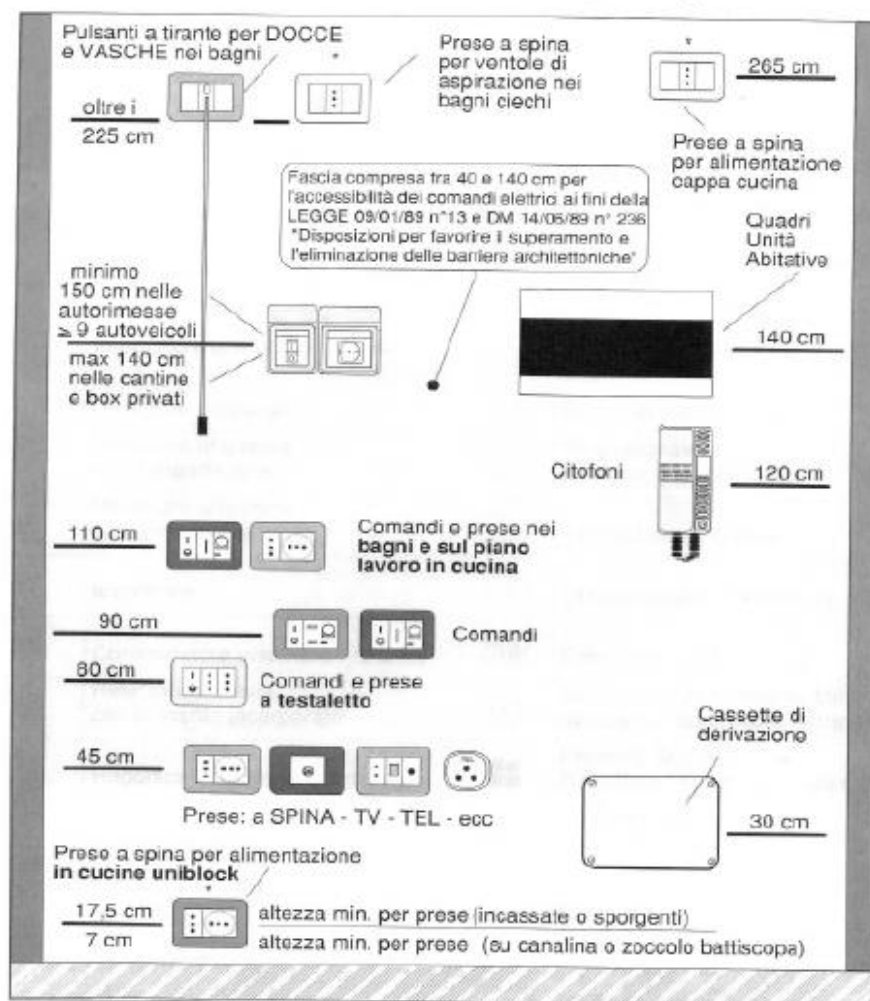 Pulsanti a tirante per DOCCE
e VASCHE nei bagni
*
oltre i
225 cm
Prese a spina
per ventole di
aspirazione nei
bagni ciechi
*
265 cm
Prese a spina
per alimentazione
cappa cucina
Fascia compresa fra 40 e 140 cm per
l'accessibilità dei comandi elettrici ai fini della
LEGGE 09/01/89 n°13 e DM 14/06/89 n° 236
"Disposizioni per favorire il superamento e
l'eliminazione delle barriere architettoniche"
Quadri
Unità
Abitative
140 cm
minimo
150 cm nelle
autorimesse
≥ 9 autoveicoli
max 140 cm
nelle cantine
e box privati
Citofoni
120 cm
110 cm
Comandi e prese nei
bagni e sul piano
lavoro in cucina
90 cm
Comandi
80 cm
Comandi e prese
a testaletto
45 cm
TEL
Prese: a SPINA - TV - TEL - ecc
Cassette di
derivazione
30 cm
Prese a spina per alimentazione
in cucine uniblock
*
17,5 cm
altezza min. per prese (incassate o sporgenti)
7 cm
altezza min. per prese (su canalina o zoccolo battiscopa)